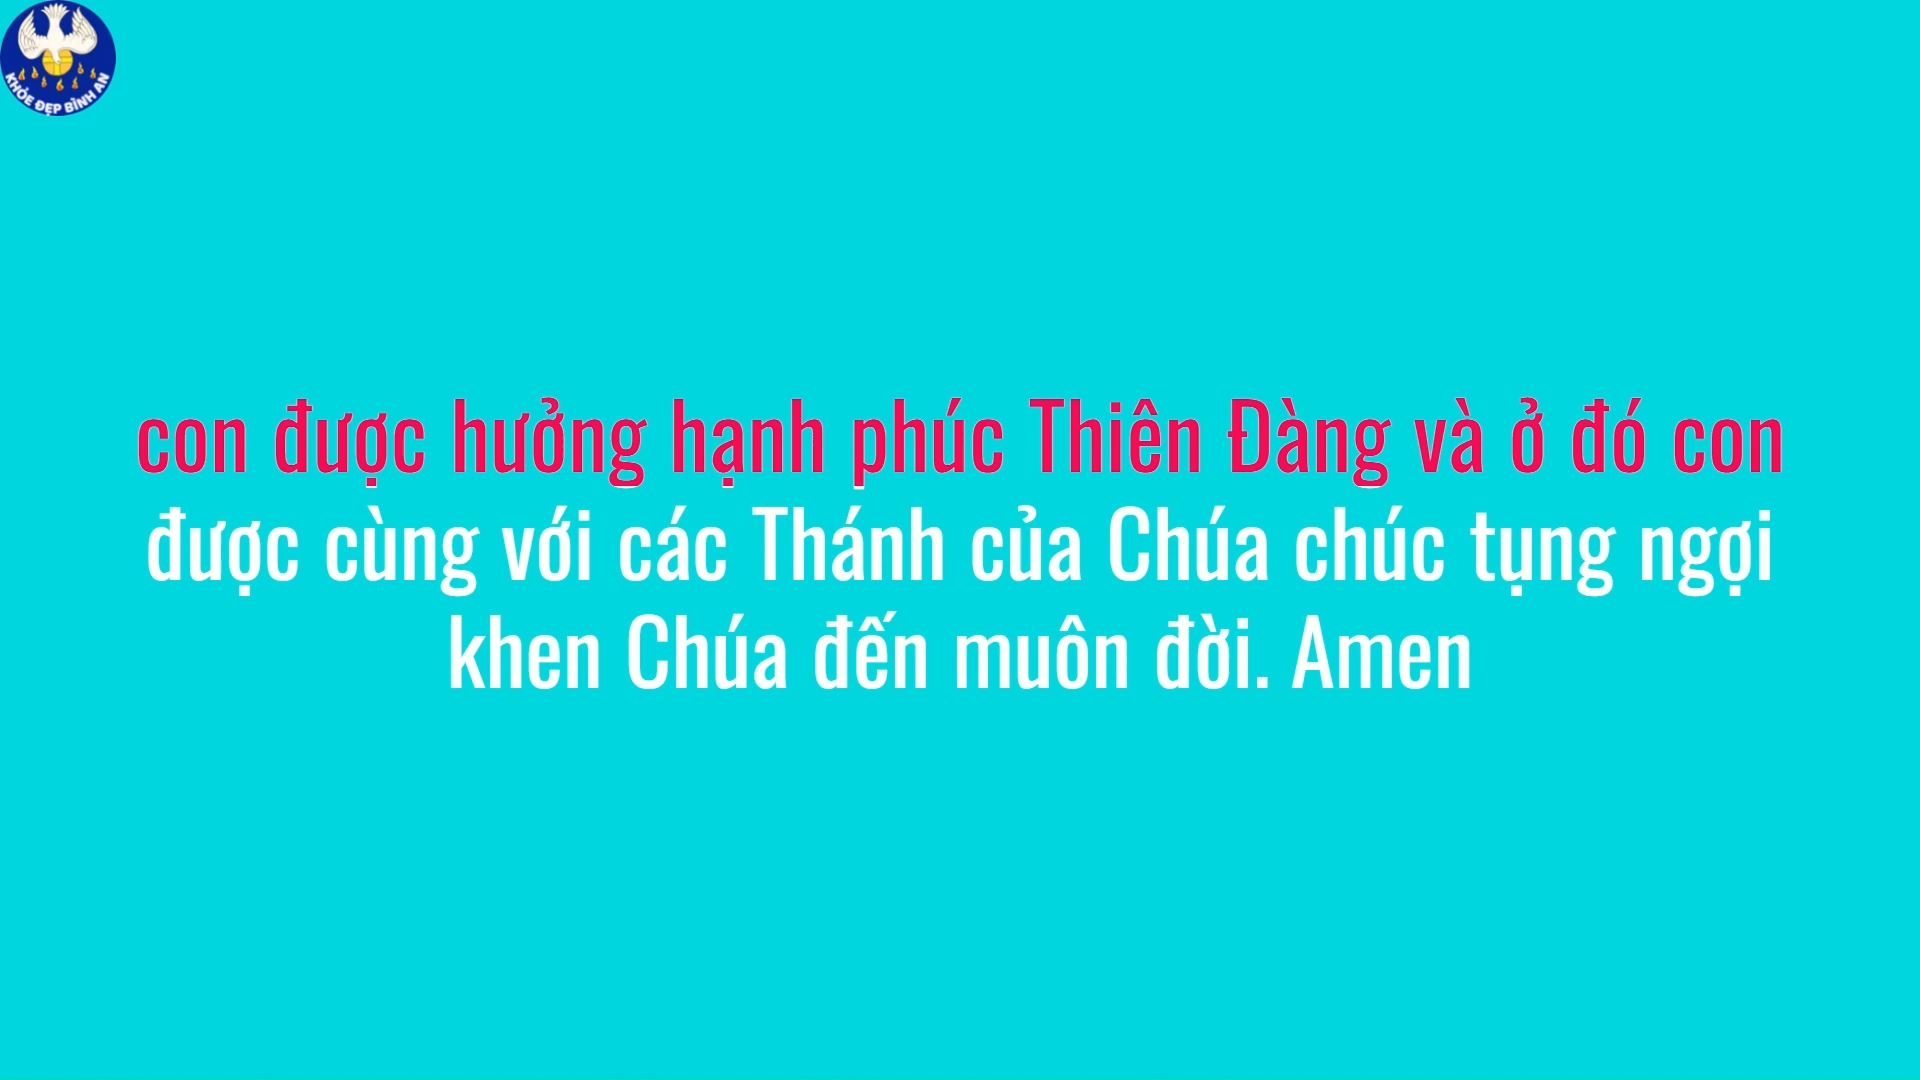 KHỎE ĐẸP BÌNH AN
con được hưởng hạnh phúc Thiên Đàng và ở đó con
được cùng với các Thánh của Chúa chúc tụng ngợi
khen Chúa đến muôn đời. Amen